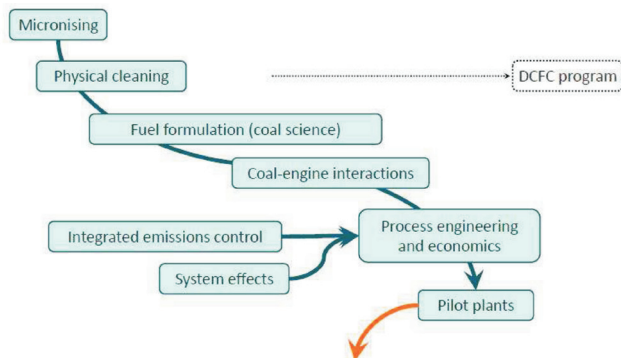 Micronising
Physical cleaning
DCFC program
Fuel formulation (coal science)
Coal-engine interactions
Integrated emissions control
Process engineering
and economics
System effects
Pilot plants